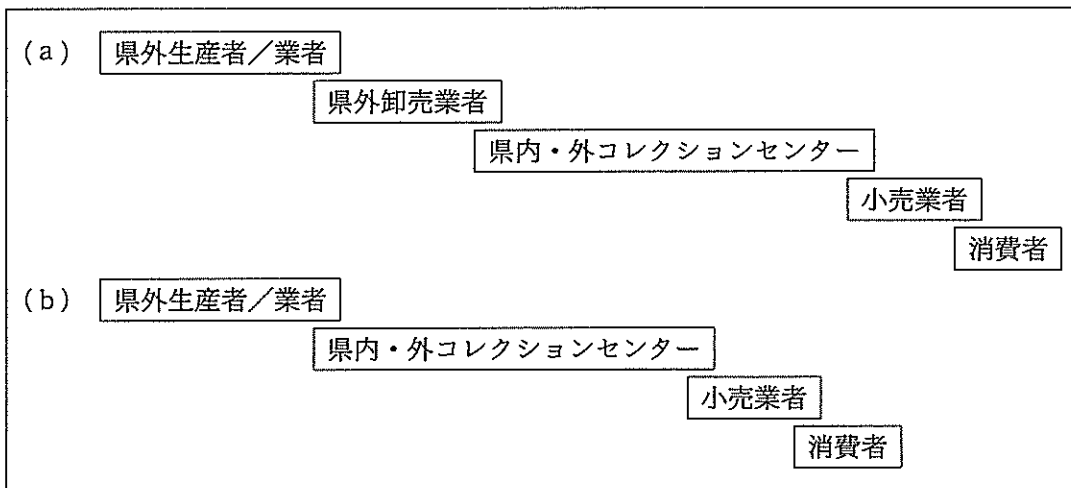 (a) 県外生産者／業者
県外卸売業者
県内・外コレクションセンター
小売業者
消費者
(b) 県外生産者／業者
県内・外コレクションセンター
小売業者
消費者